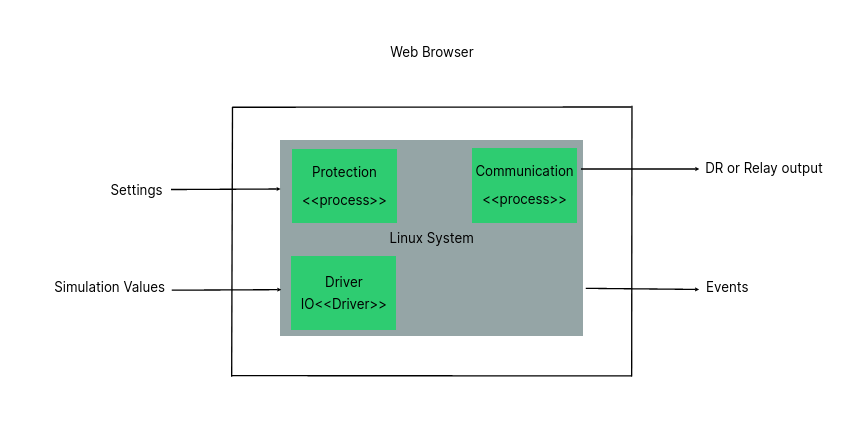 Web Browser
Protection
<<process>>
Communication
<<process>>
DR or Relay output
Settings
Linux System
Simulation Values
Driver
IO<<Driver>>
Events